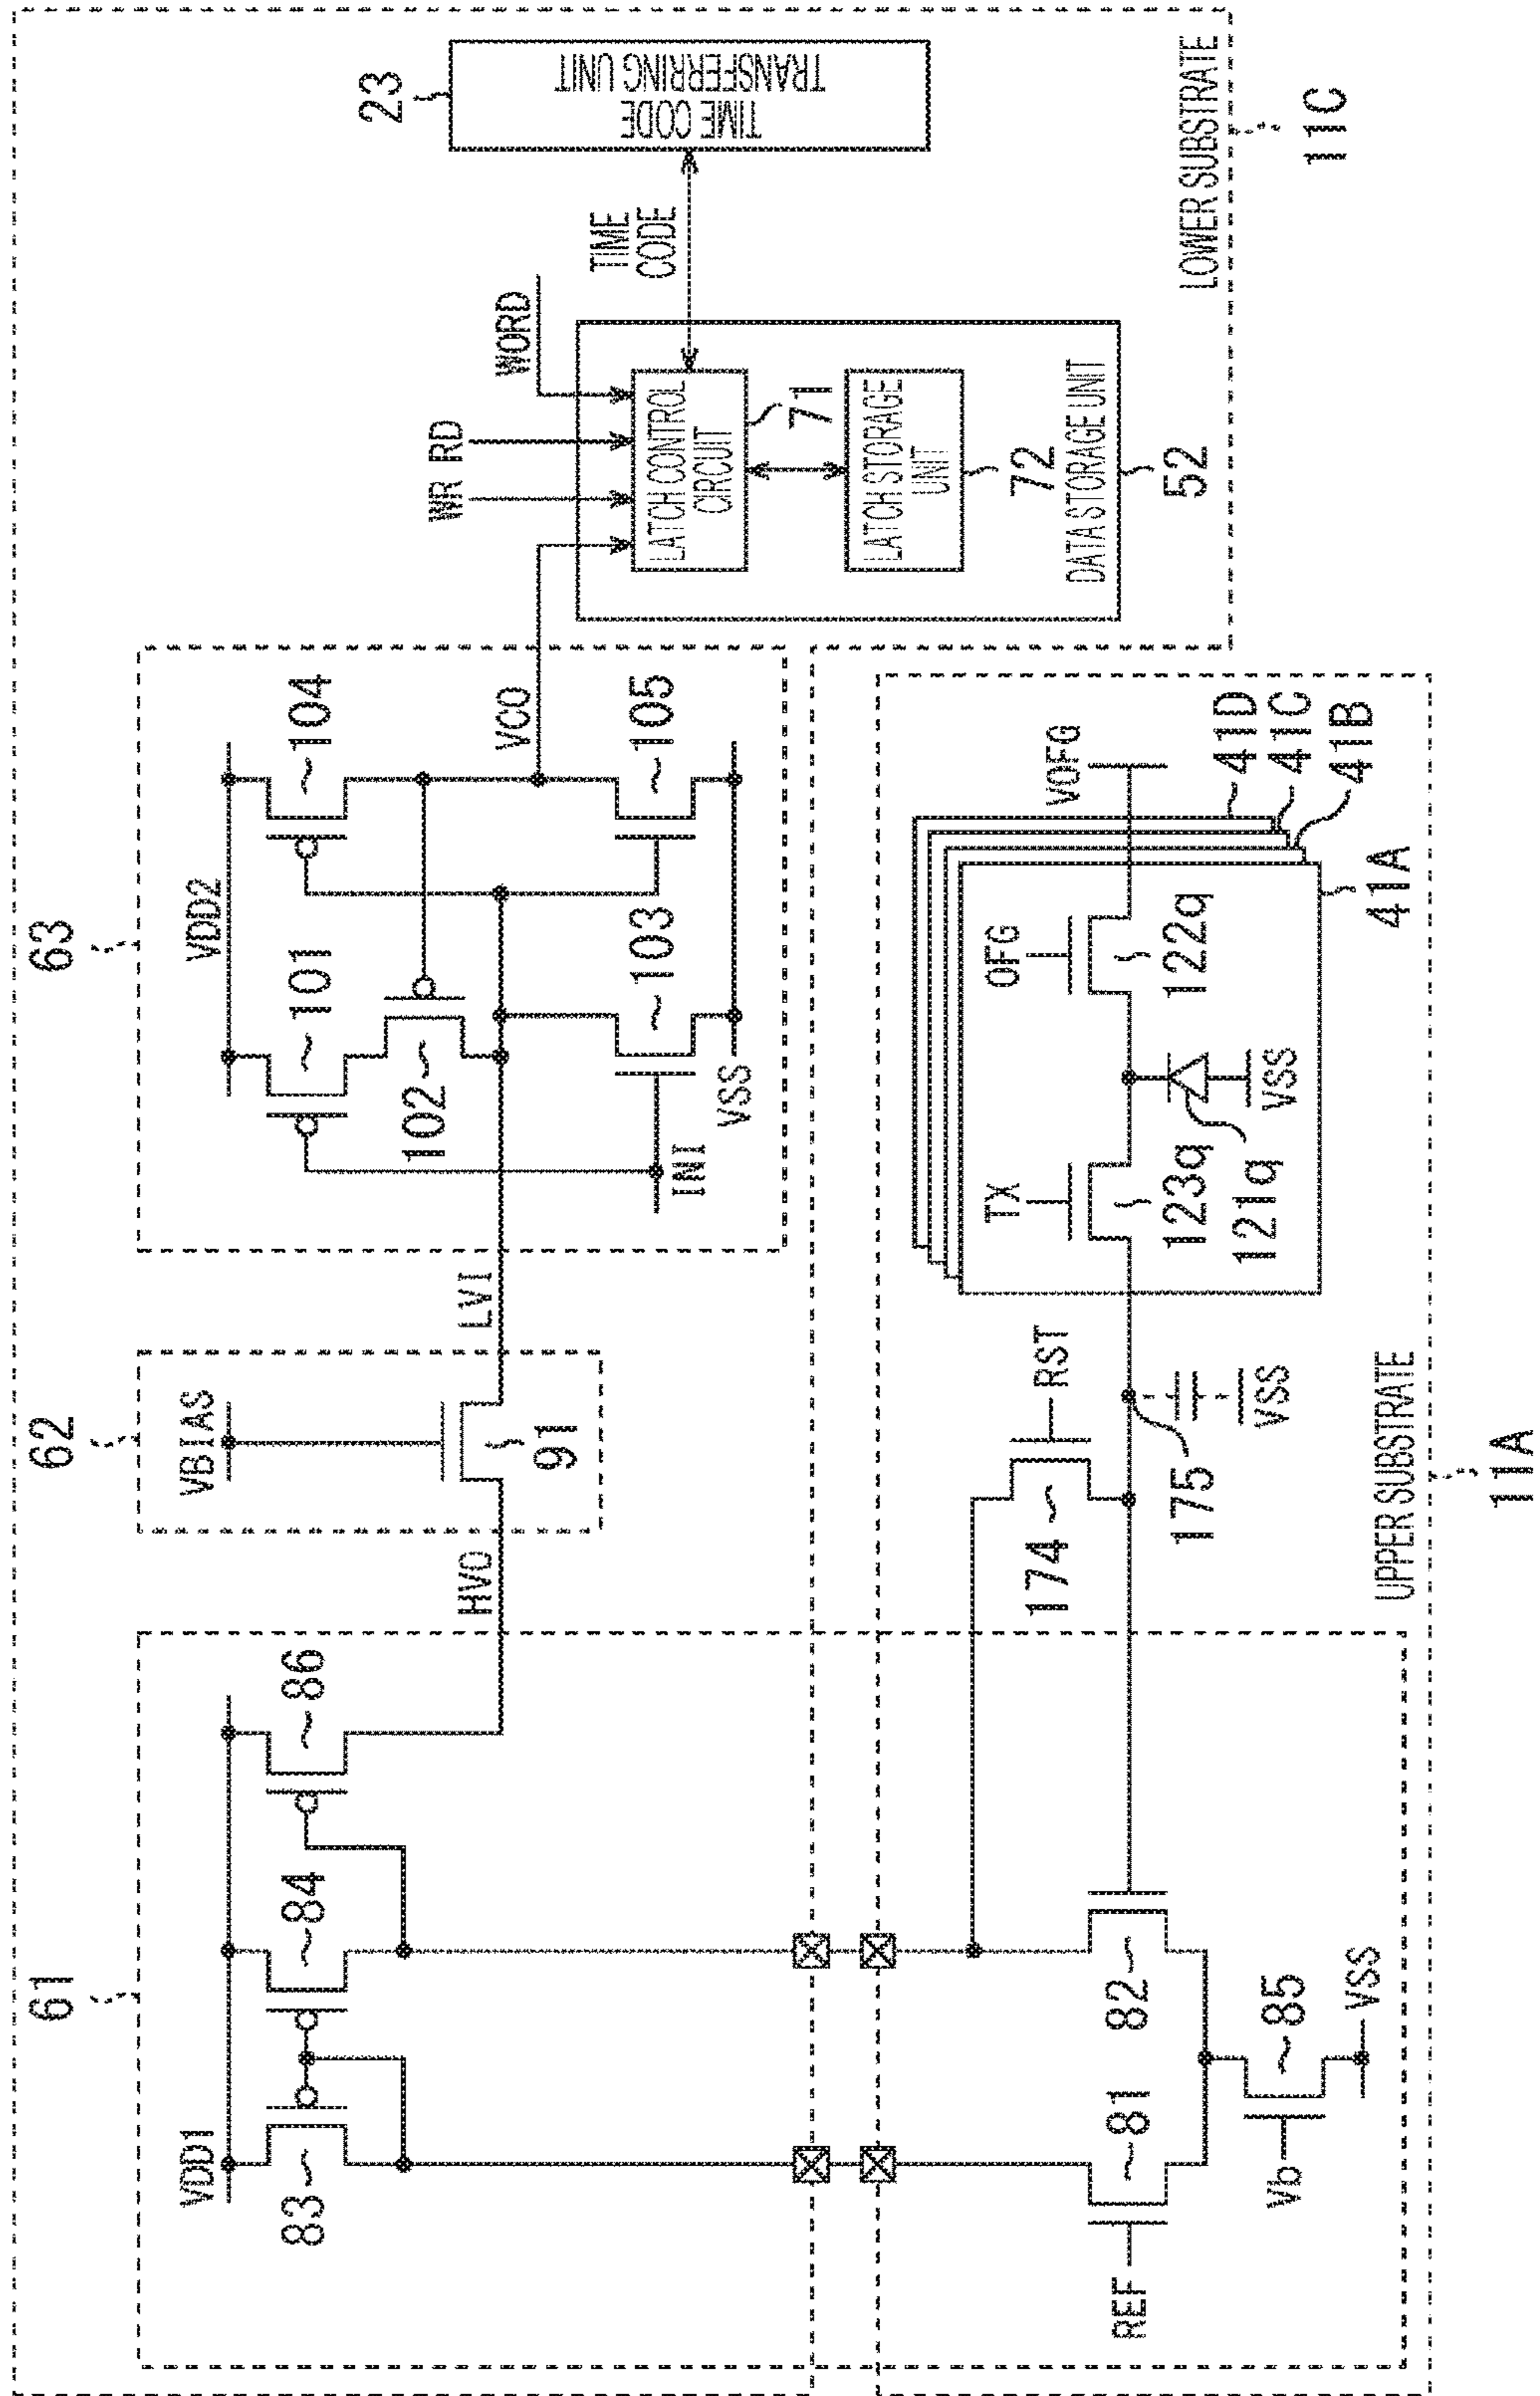 61
62
63
VDD1
83
84
86
HVO
VBIAS
91
LVI
VDD2
101
102
103
104
105
INI
VSS
VCO
WR
RD
WORD
TIME
CODE
23
TIME CODE
TRANSFERRING UNIT
LATCH CONTROL
CIRCUIT
71
LATCH STORAGE
UNIT
72
DATA STORAGE UNIT
52
LOWER SUBSTRATE
11C
REF
81
82
Vb
85
VSS
174
RST
175
VSS
TX
123q
121q
VSS
OFG
122q
VOFG
41D
41C
41B
41A
UPPER SUBSTRATE
11A